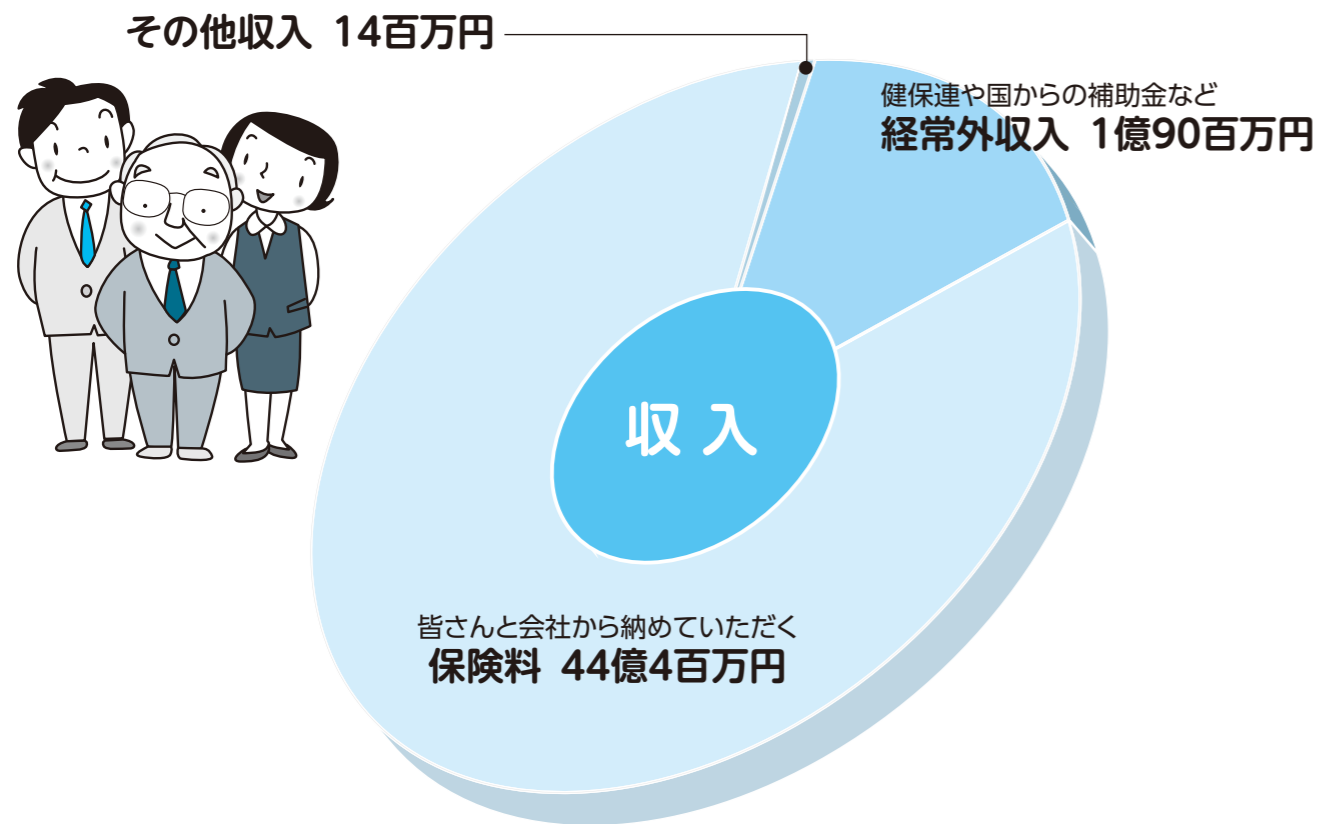 その他収入 14百万円
健保連や国からの補助金など
経常外収入 1億90百万円
収入
皆さんと会社から納めていただく
保険料 44億4百万円